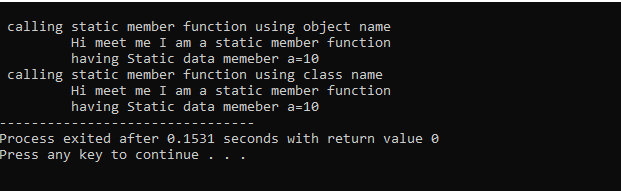 calling static member function using object name
Hi meet me I am a static member function
having Static data memeber a=10
calling static member function using class name
Hi meet me I am a static member function
having Static data memeber a=10
--------------------------------
Process exited after 0.1531 seconds with return value 0
Press any key to continue . . .